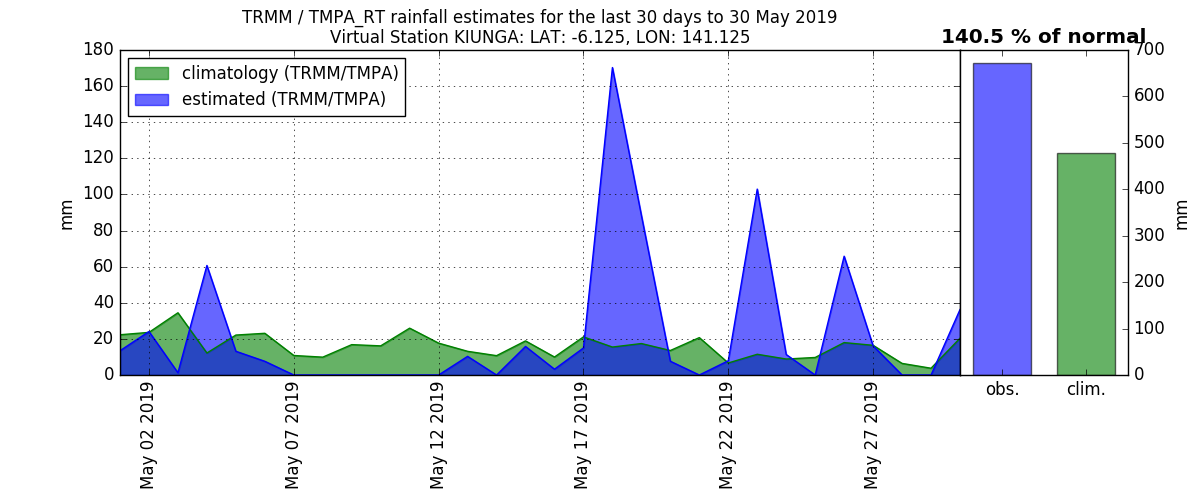 TRMM / TMPA_RT rainfall estimates for the last 30 days to 30 May 2019
Virtual Station KIUNGA: LAT: -6.125, LON: 141.125
140.5 % of normal
climatology (TRMM/TMPA)
estimated (TRMM/TMPA)
180
160
140
120
100
80
60
40
20
0
mm
May 02 2019
May 07 2019
May 12 2019
May 17 2019
May 22 2019
May 27 2019
700
600
500
400
300
200
100
0
mm
obs.
clim.